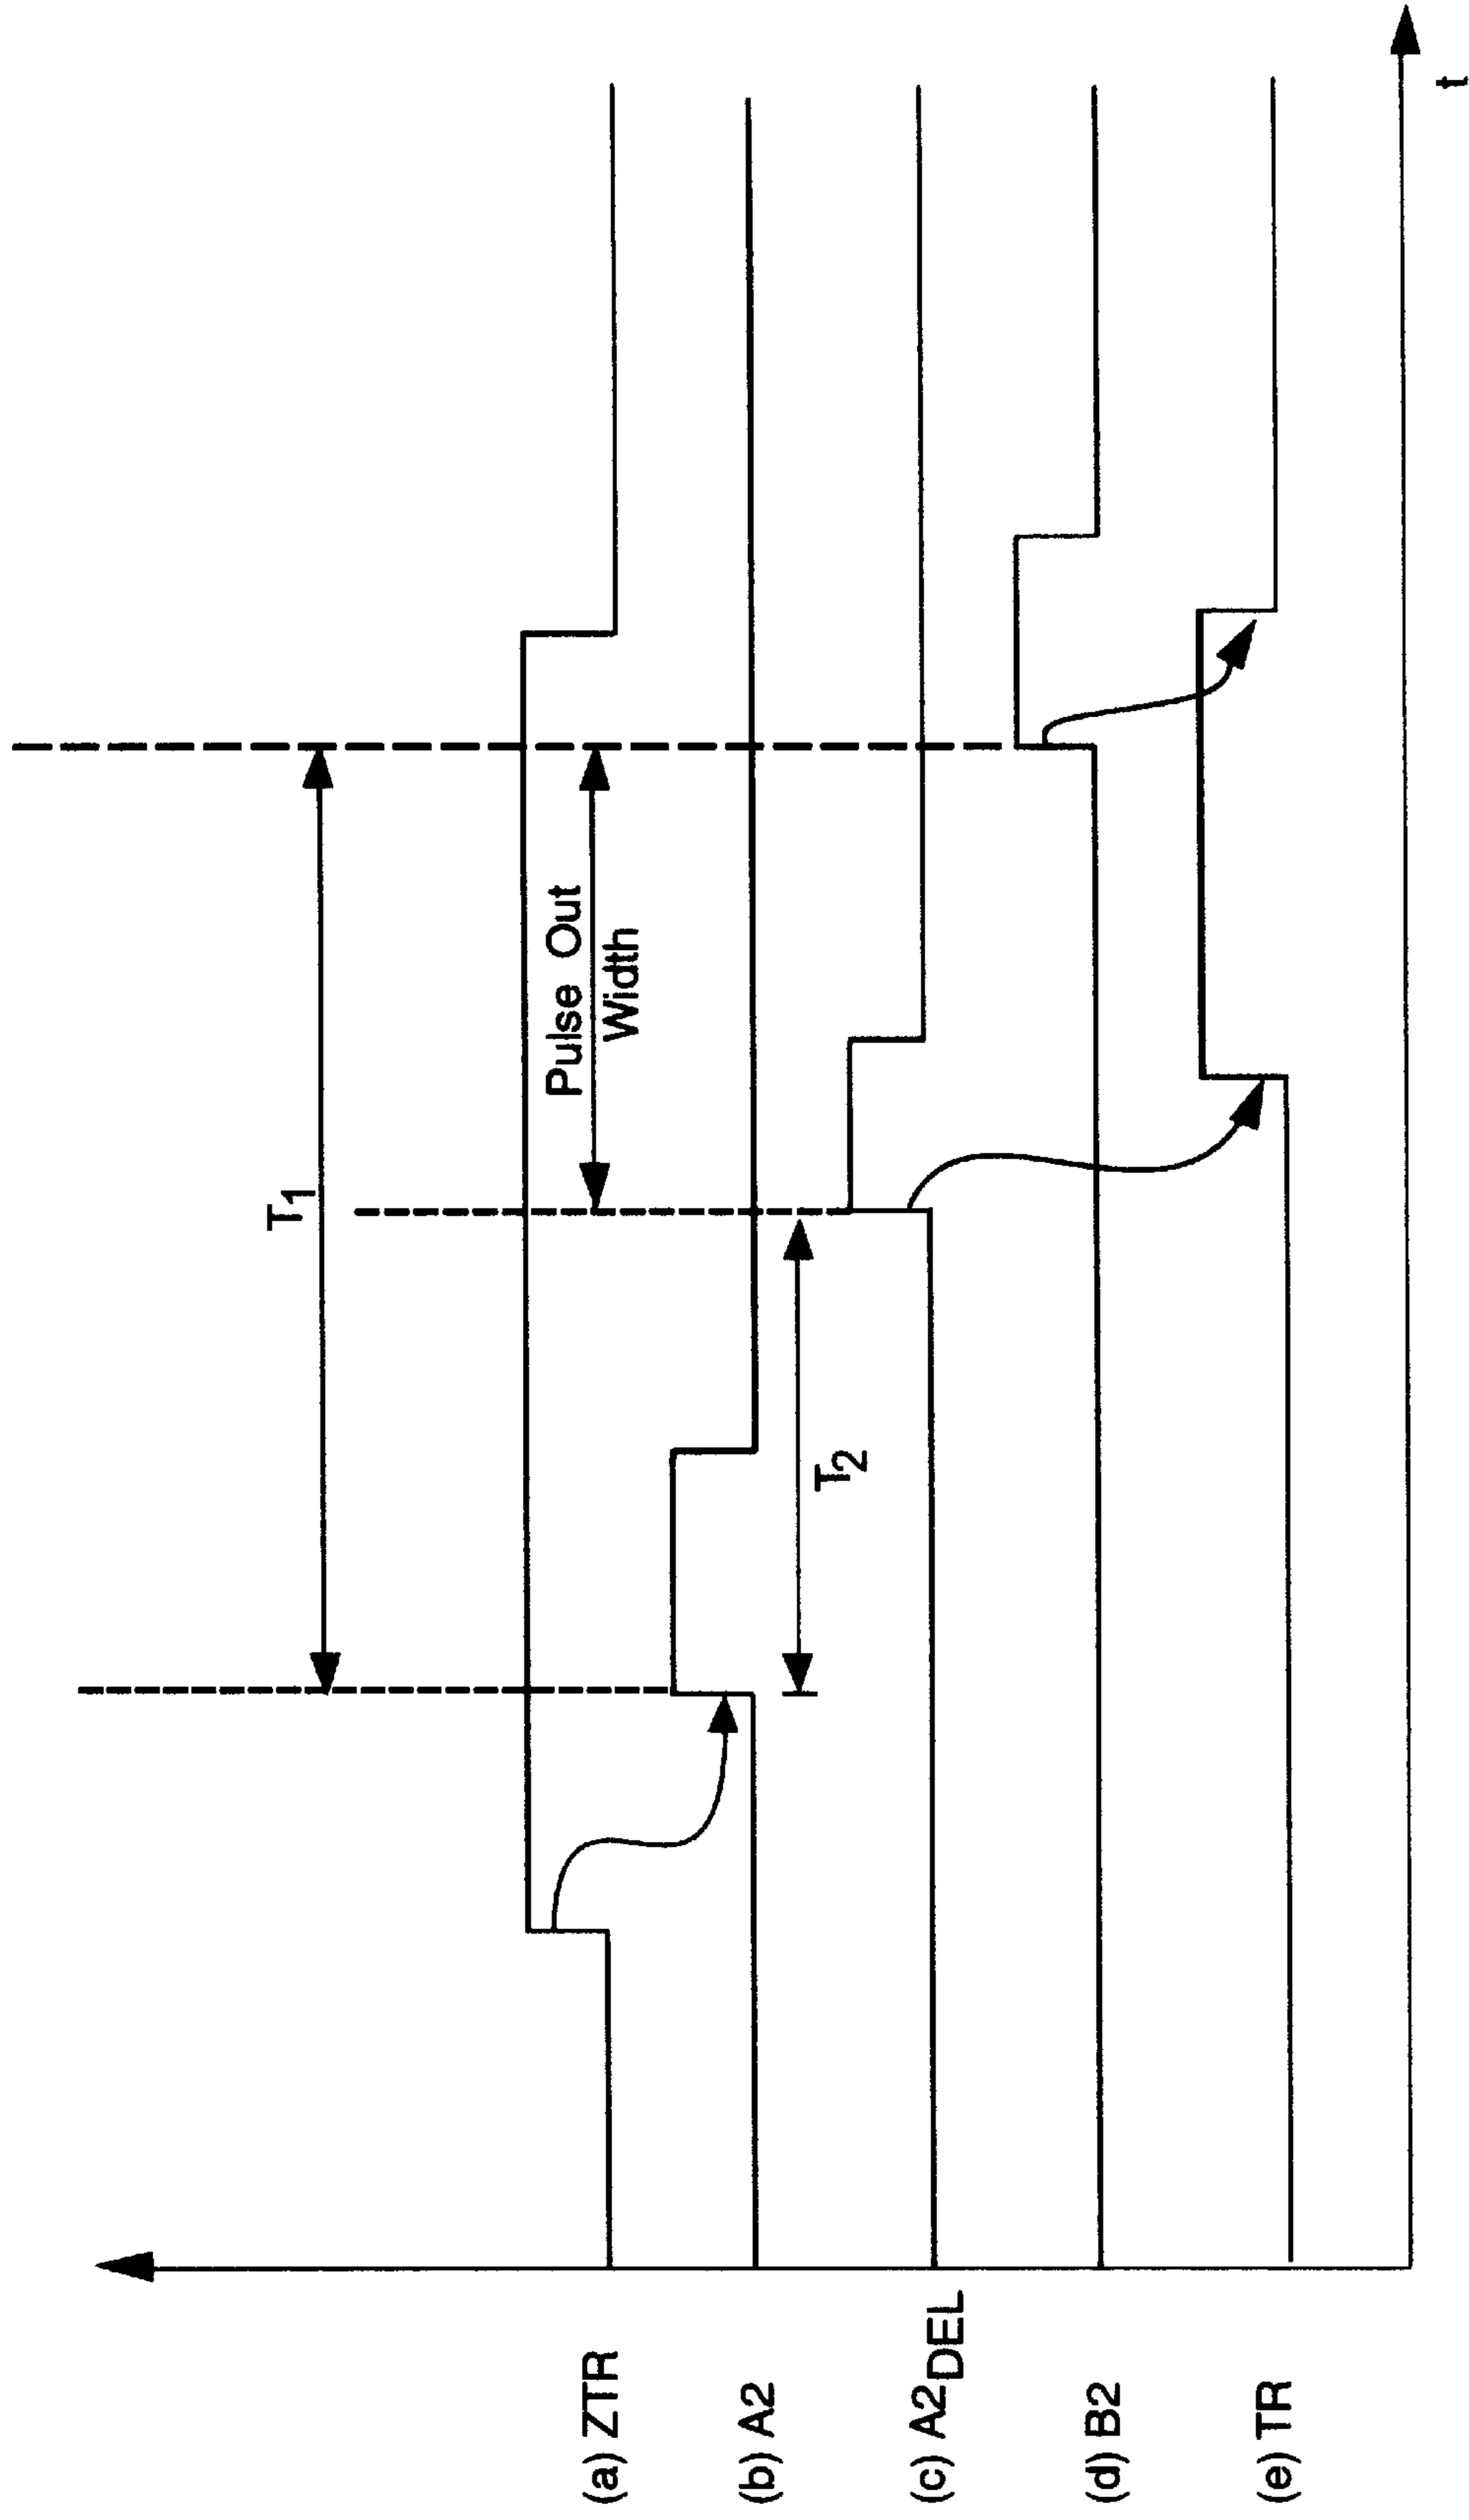 T1
Pulse Out
Width
(a) ZTR
(b) A2
T2
(c) A2DEL
(d) B2
(e) TR
t